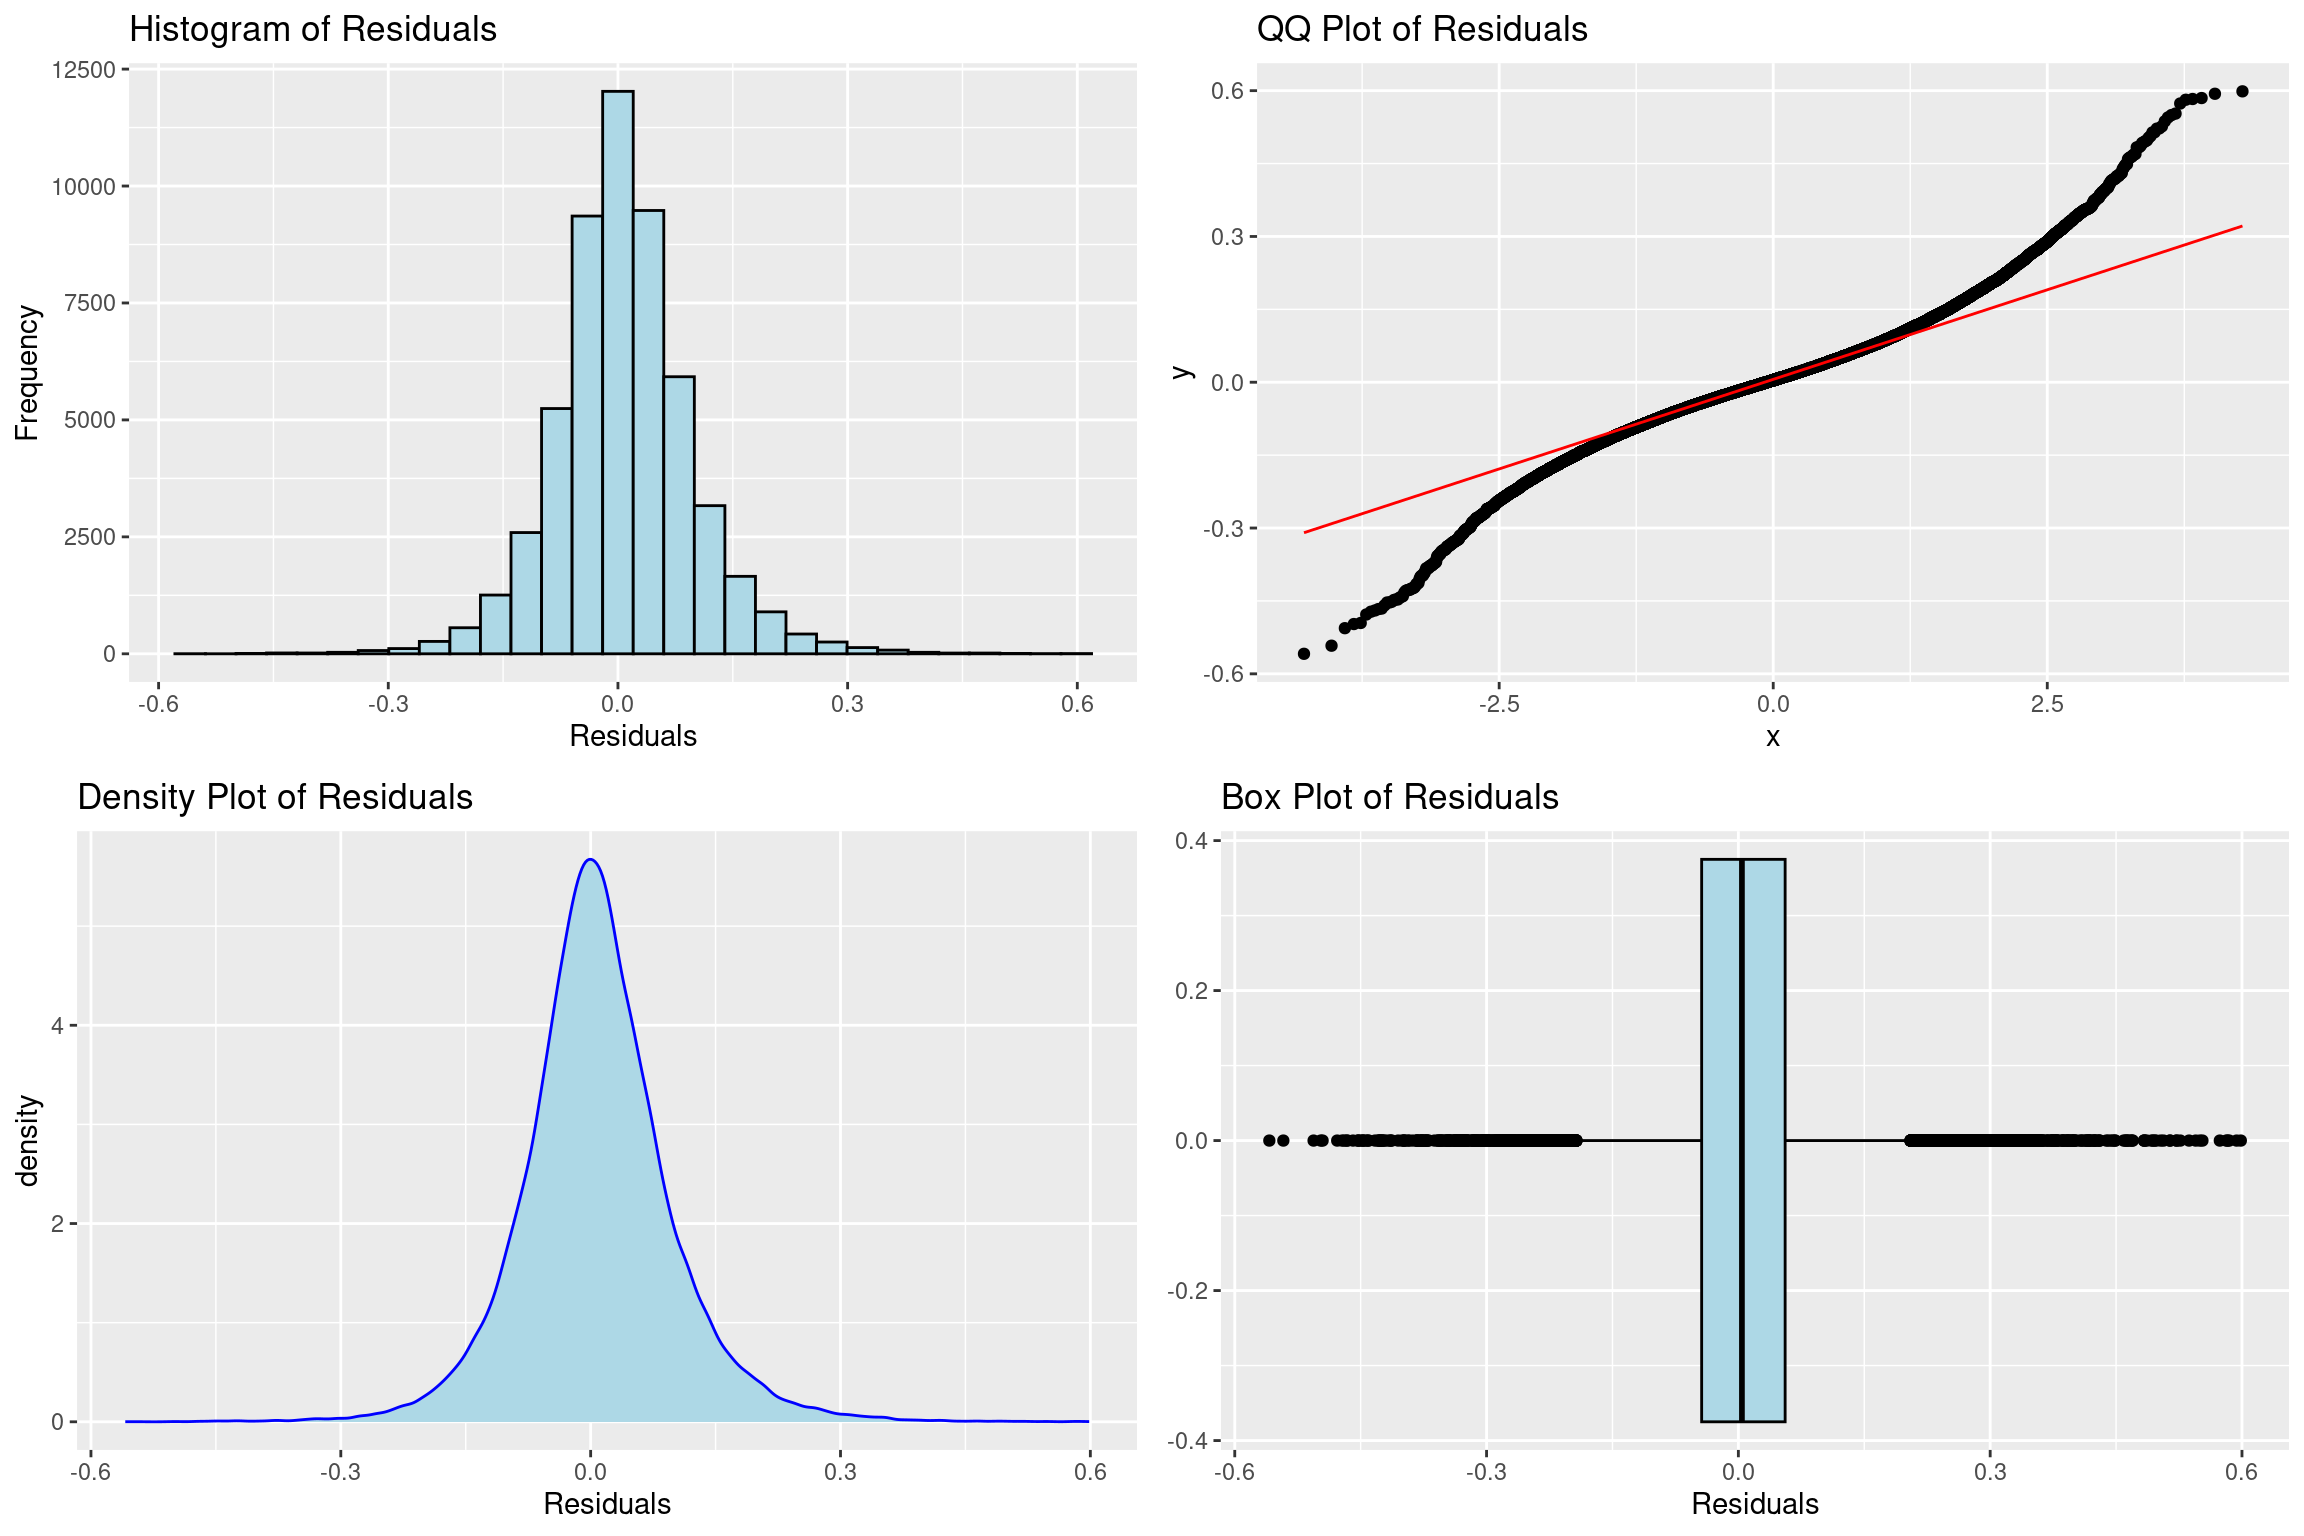 Histogram of Residuals
12500
10000
7500
5000
2500
0
Frequency
-0.6 -0.3 0.0 0.3 0.6
Residuals
QQ Plot of Residuals
0.6
0.3
0.0
-0.3
-0.6
y
-2.5 0.0 2.5
x
Density Plot of Residuals
4
2
0
density
-0.6 -0.3 0.0 0.3 0.6
Residuals
Box Plot of Residuals
0.4
0.2
0.0
-0.2
-0.4
-0.6 -0.3 0.0 0.3 0.6
Residuals